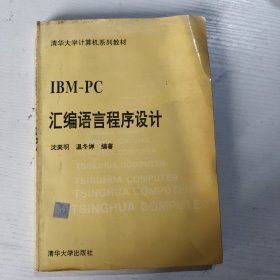 清华大学计算机系列教材
IBM-PC
汇编语言程序设计
沈美明 温冬婵 编著
TSINGHUA COMPUTER
TSINGHUA COMPUTER
TSINGHUA COMPUTER
TSINGHUA COMPUTER
清华大学出版社